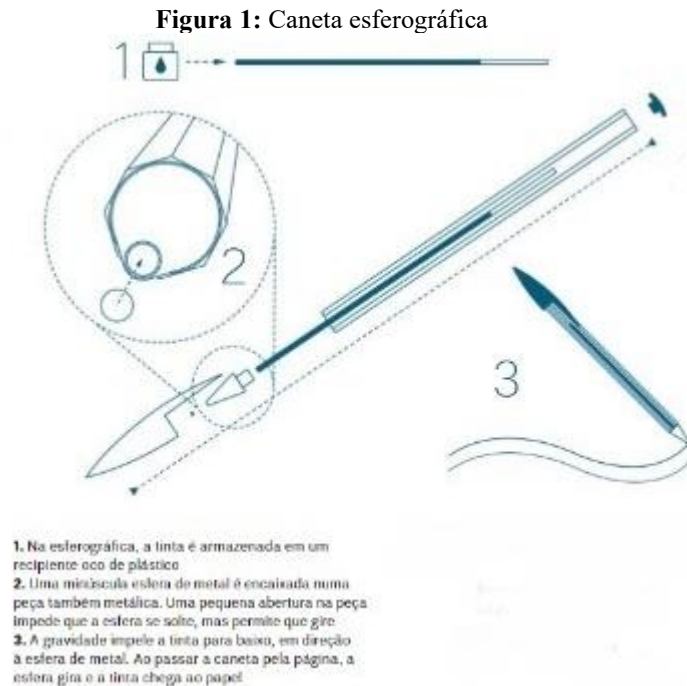 Figura 1: Caneta esferográfica
1
2
3
1. Na esferográfica, a tinta é armazenada em um
recipiente oco de plástico
2. Uma minúscula esfera de metal é encaixada numa
peça também metálica. Uma pequena abertura na peça
impede que a esfera se solte, mas permite que gire
3. A gravidade impele a tinta para baixo, em direção
à esfera de metal. Ao passar a caneta pela página, a
esfera gira e a tinta chega ao papel